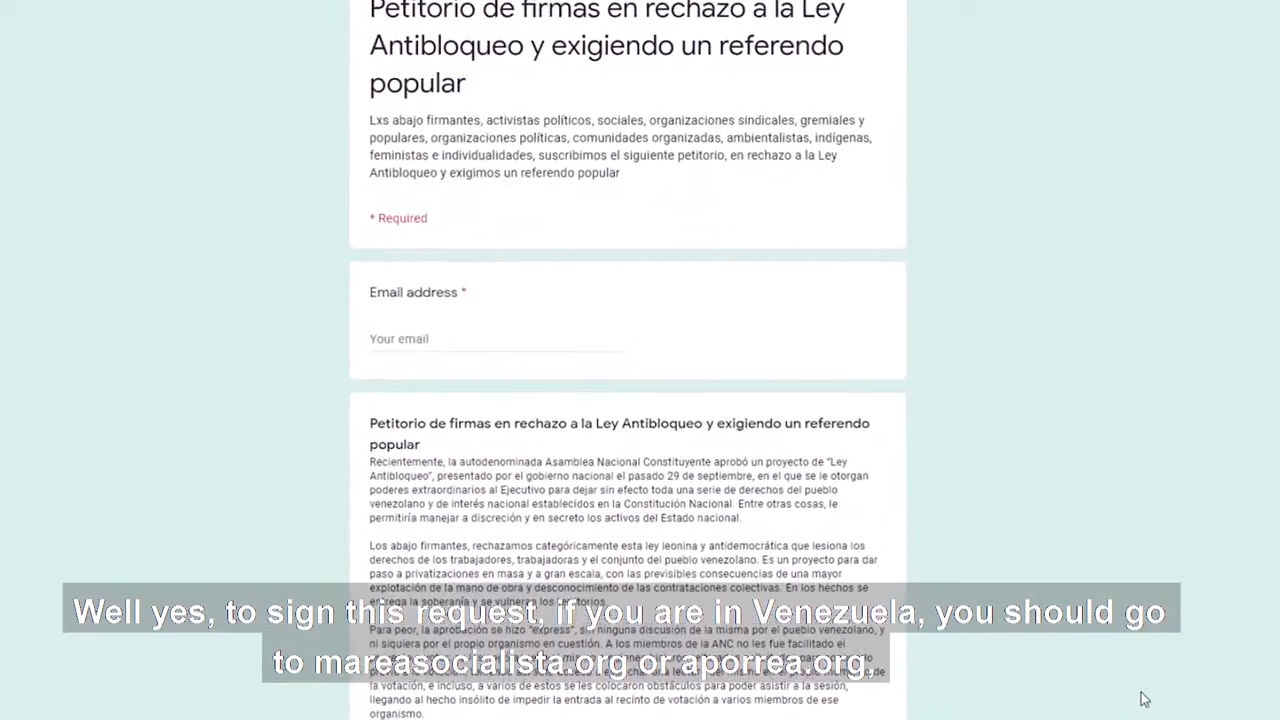 Petitorio de firmas en rechazo a la Ley
Antibloqueo y exigiendo un referendo
popular
Lxs abajo firmantes, activistas políticos, sociales, organizaciones sindicales, gremiales y
populares, organizaciones políticas, comunidades organizadas, ambientalistas, indígenas,
feministas e individualidades, suscribimos el siguiente petitorio, en rechazo a la Ley
Antibloqueo y exigimos un referendo popular
* Required
Email address *
Your email
Petitorio de firmas en rechazo a la Ley Antibloqueo y exigiendo un referendo
popular
Recientemente, la autodenominada Asamblea Nacional Constituyente aprobó un proyecto de “Ley
Antibloqueo”, presentado por el gobierno nacional el pasado 29 de septiembre, en el que se le otorgan
poderes extraordinarios al Ejecutivo para dejar sin efecto toda una serie de derechos del pueblo
venezolano y de interés nacional establecidos en la Constitución Nacional. Entre otras cosas, le
permitiría manejar a discreción y en secreto los activos del Estado nacional.
Los abajo firmantes, rechazamos categóricamente esta ley leonina y antidemocrática que lesiona los
derechos de los trabajadores, trabajadoras y el conjunto del pueblo venezolano. Es un proyecto para dar
paso a privatizaciones en masa y a gran escala, con las previsibles consecuencias de una mayor
explotación de la mano de obra y desconocimiento de las contrataciones colectivas. En los hechos se
entrega la soberanía y se vulneran los territorios.
Well yes, to sign this request, if you are in Venezuela, you should go
to mareasocialista.org or aporrea.org.
Para peor, la aprobación se hizo “express”, sin ninguna discusión de la misma por el pueblo venezolano, y
ni siquiera por el propio organismo en cuestión. A los miembros de la ANC no les fue facilitado el
la votación, e incluso, a varios de estos se les colocaron obstáculos para poder asistir a la sesión,
llegando al hecho insólito de impedir la entrada al recinto de votación a varios miembros de ese
organismo.